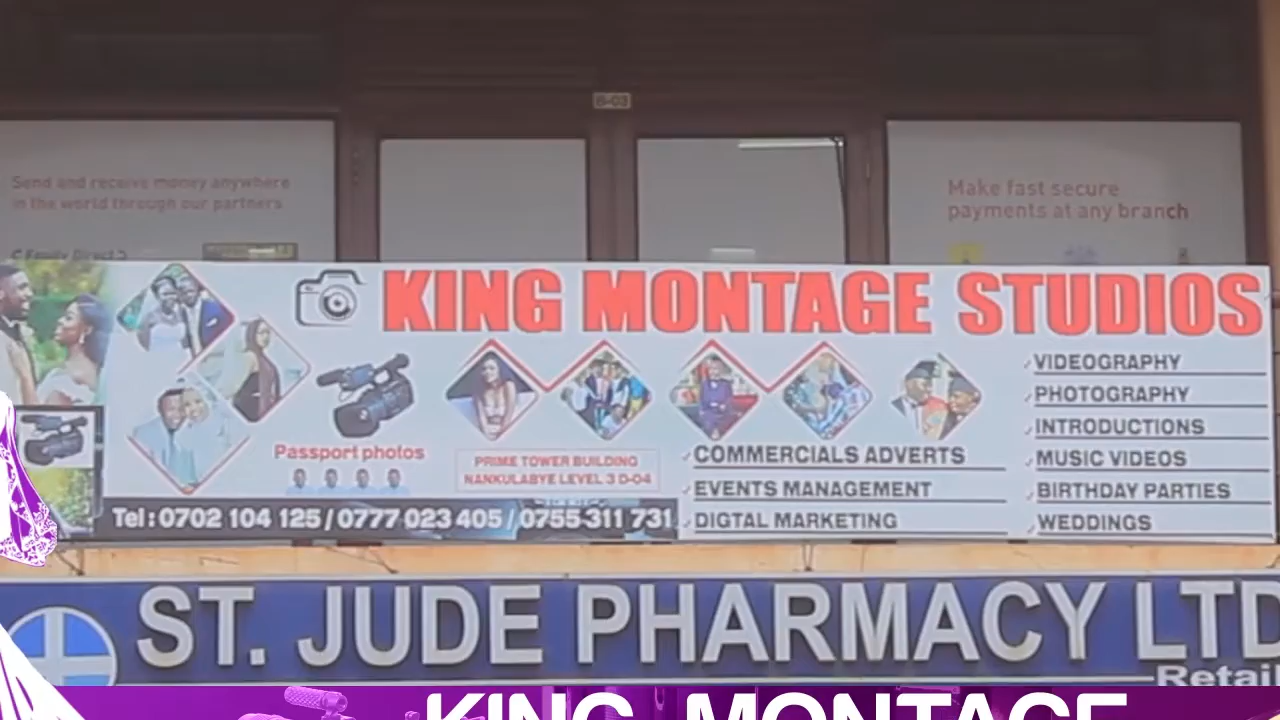 B-03
Send and receive money anywhere
in the world through our partners
Make fast secure
payments at any branch
KING MONTAGE STUDIOS
VIDEOGRAPHY
PHOTOGRAPHY
INTRODUCTIONS
MUSIC VIDEOS
BIRTHDAY PARTIES
WEDDINGS
COMMERCIALS ADVERTS
EVENTS MANAGEMENT
DIGTAL MARKETING
Passport photos
PRIME TOWER BUILDING
NANKULABYE LEVEL 3 D-04
Tel : 0702 104 125 / 0777 023 405 / 0755 311 731
ST. JUDE PHARMACY LTD
Retail
KING MONTAGE